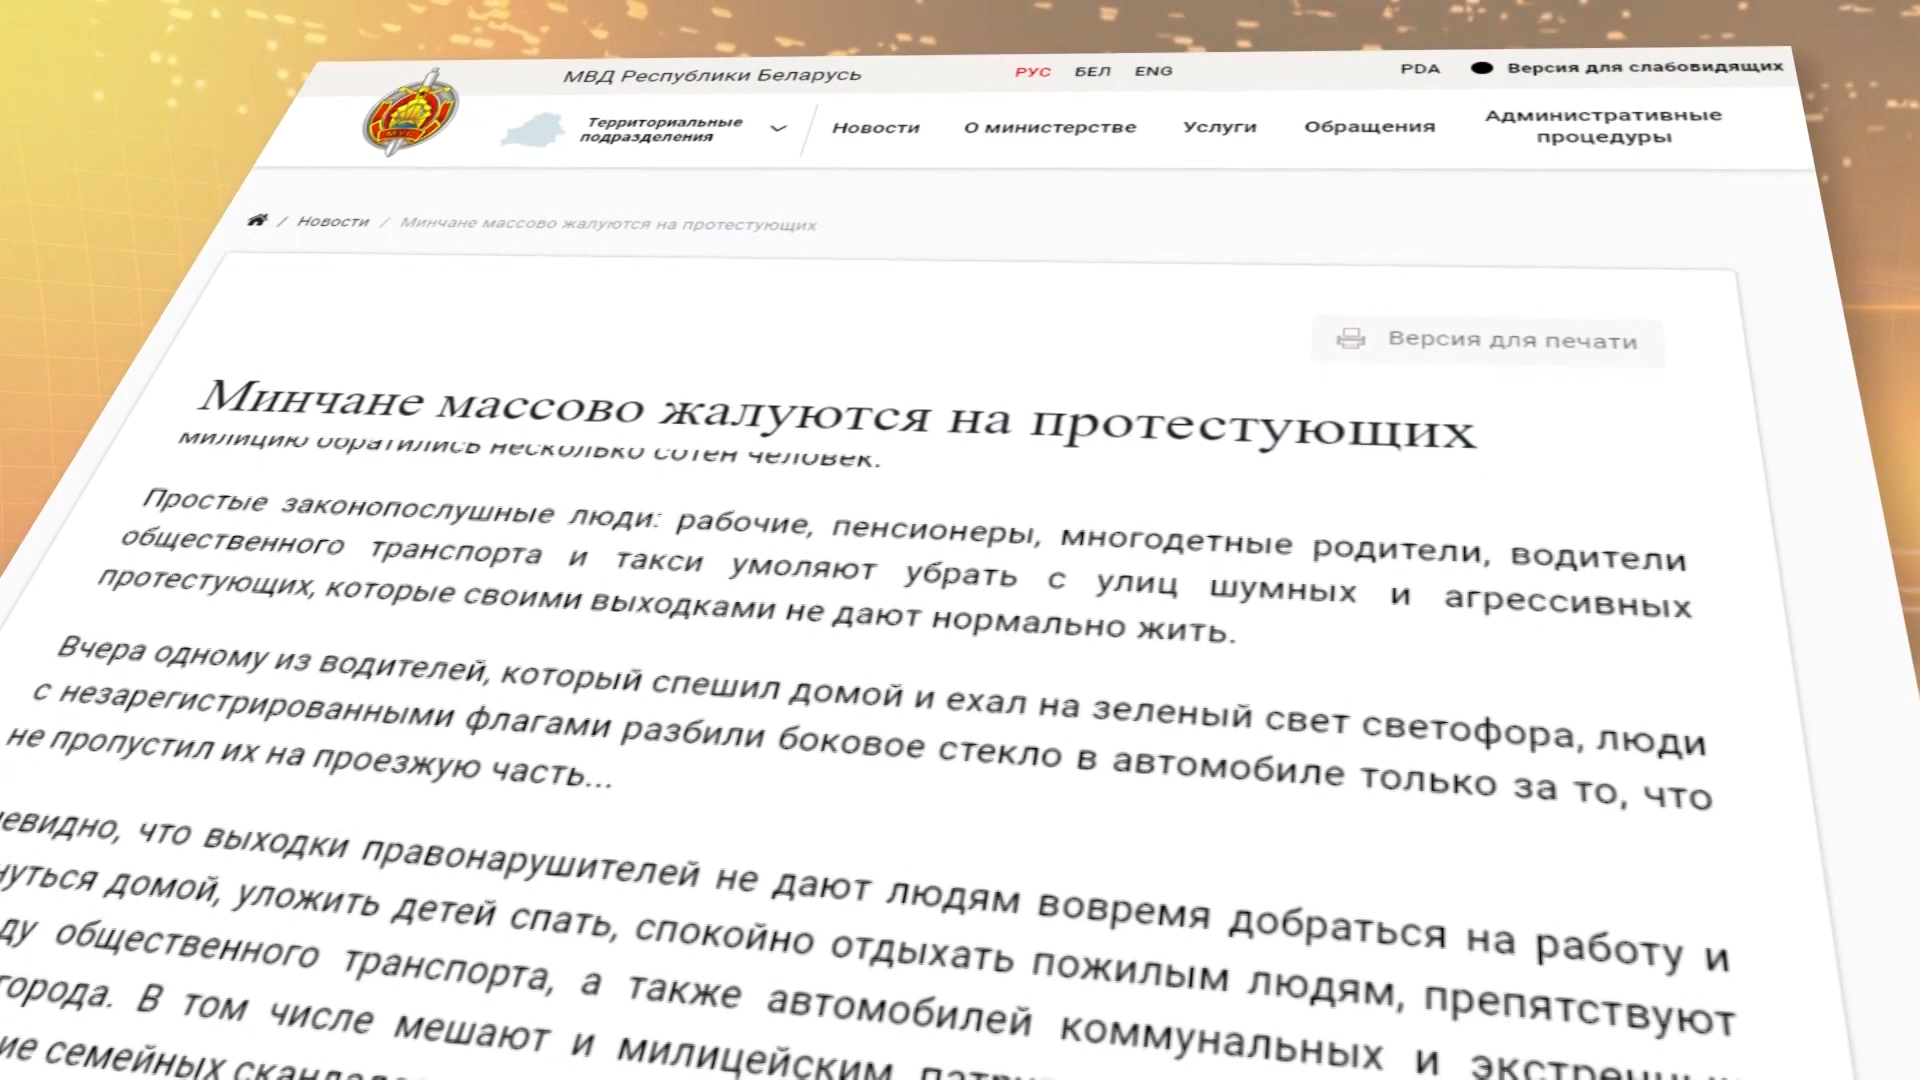 МВД Республики Беларусь РУС БЕЛ ENG PDA Версия для слабовидящих
МУС
Территориальные подразделения
Новости О министерстве Услуги Обращения Административные процедуры
/ Новости / Минчане массово жалуются на протестующих
Версия для печати
Минчане массово жалуются на протестующих
милицию обратились несколько сотен человек.
Простые законопослушные люди: рабочие, пенсионеры, многодетные родители, водители
общественного транспорта и такси умоляют убрать с улиц шумных и агрессивных
протестующих, которые своими выходками не дают нормально жить.
Вчера одному из водителей, который спешил домой и ехал на зеленый свет светофора, люди
с незарегистрированными флагами разбили боковое стекло в автомобиле только за то, что
не пропустил их на проезжую часть...
евидно, что выходки правонарушителей не дают людям вовремя добраться на работу и
нуться домой, уложить детей спать, спокойно отдыхать пожилым людям, препятствуют
ду общественного транспорта, а также автомобилей коммунальных и
города. В том числе мешают и милицейским
ие семейных